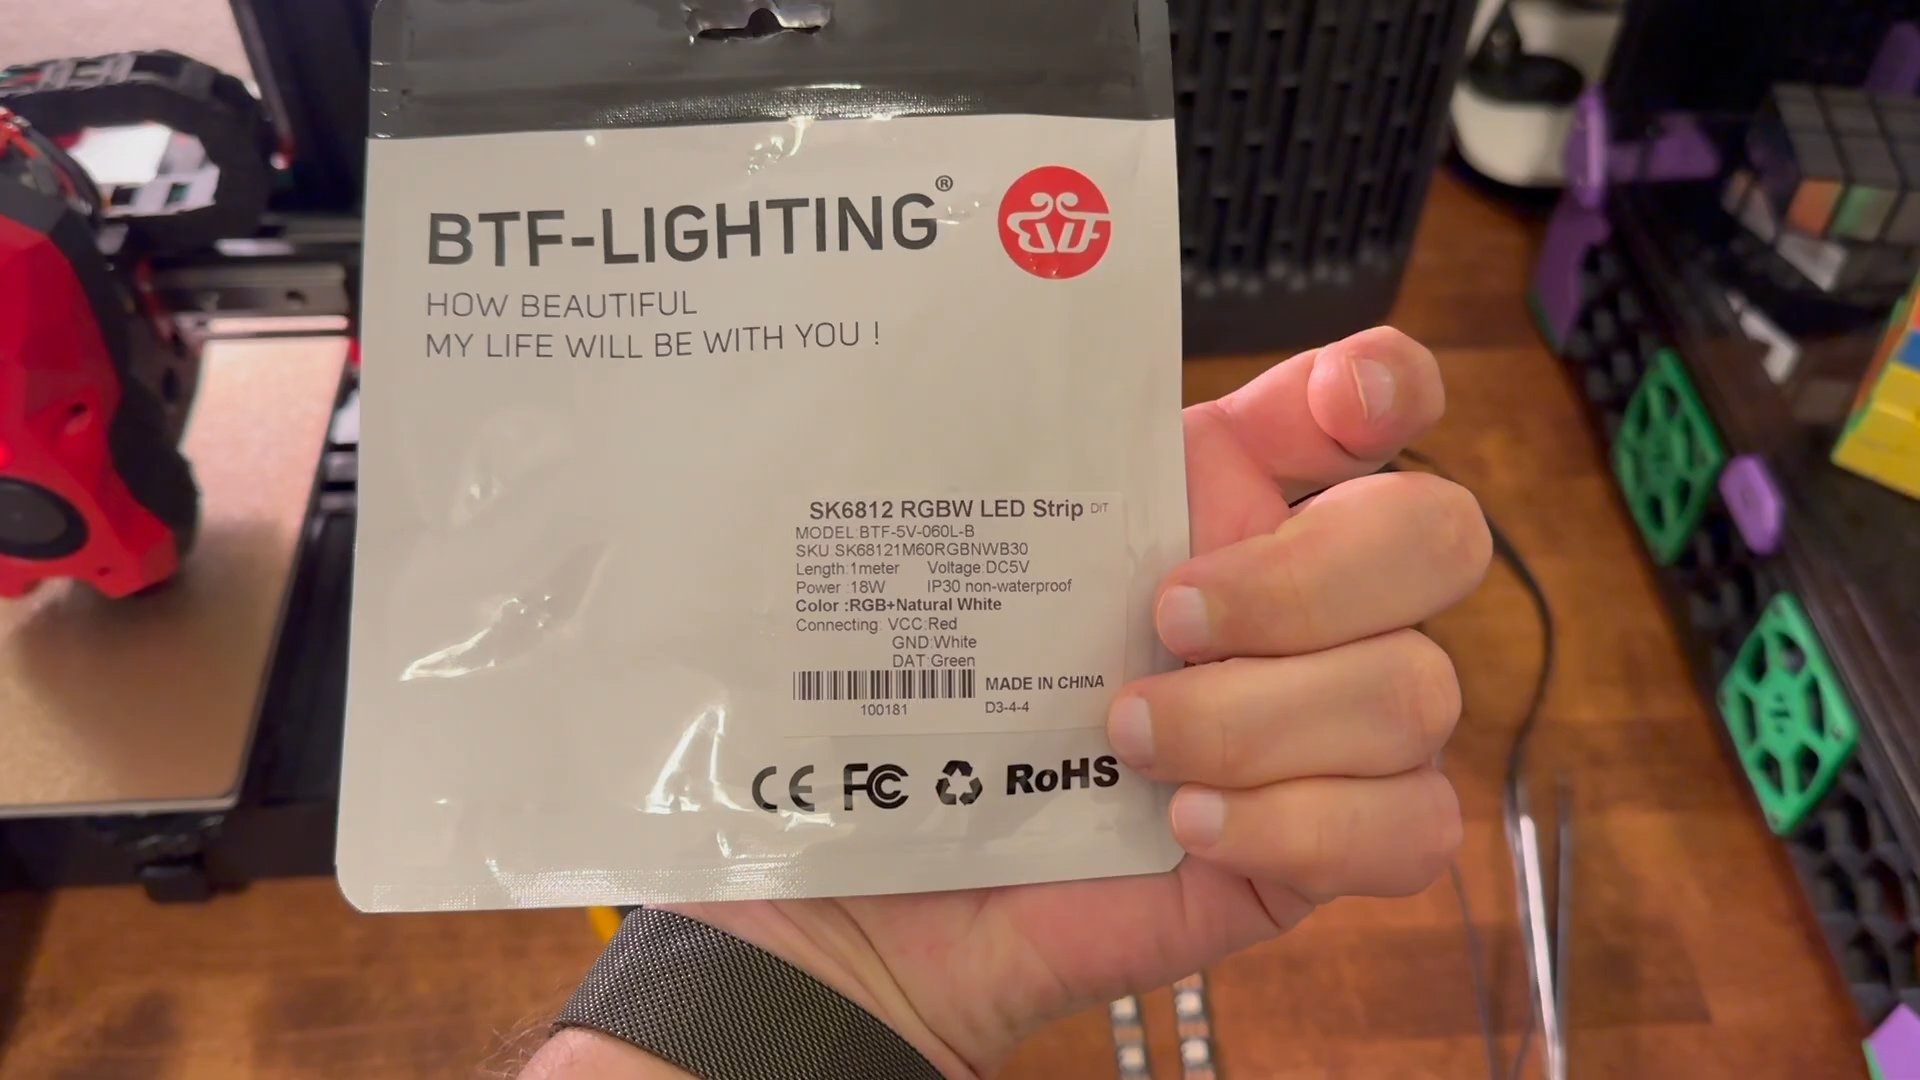 BTF-LIGHTING®
BTF
HOW BEAUTIFUL
MY LIFE WILL BE WITH YOU !
SK6812 RGBW LED Strip DIT
MODEL:BTF-5V-060L-B
SKU:SK68121M60RGBNWB30
Length:1meter Voltage:DC5V
Power :18W IP30 non-waterproof
Color :RGB+Natural White
Connecting: VCC:Red
GND:White
DAT:Green
MADE IN CHINA
100181 D3-4-4
CE FC RoHS